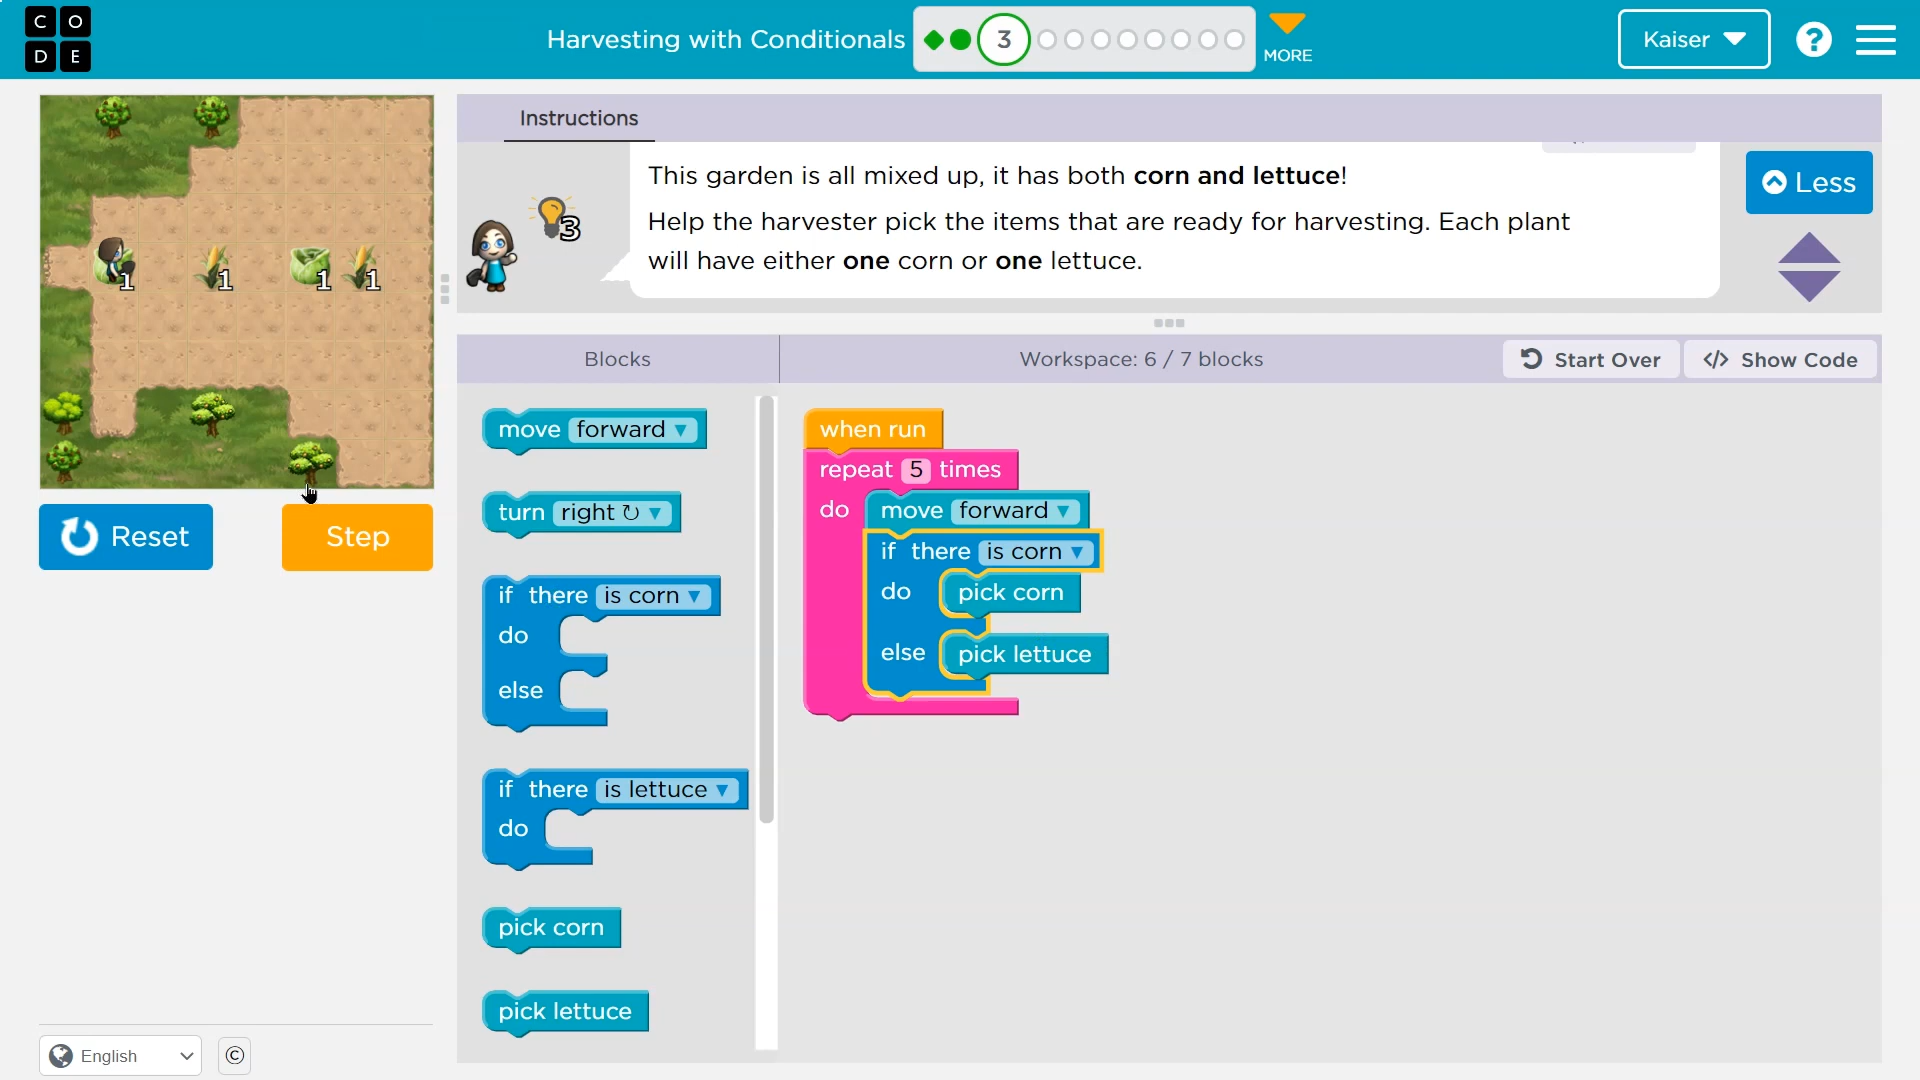 C O
D E
Harvesting with Conditionals
3
MORE
Kaiser
?
Instructions
This garden is all mixed up, it has both corn and lettuce!
Help the harvester pick the items that are ready for harvesting. Each plant
will have either one corn or one lettuce.
3
Less
1
1
1
1
Reset
Step
Blocks
Workspace: 6 / 7 blocks
Start Over
</> Show Code
move forward
turn right
if there is corn
do
else
if there is lettuce
do
pick corn
pick lettuce
when run
repeat 5 times
do move forward
if there is corn
do pick corn
else pick lettuce
English
©